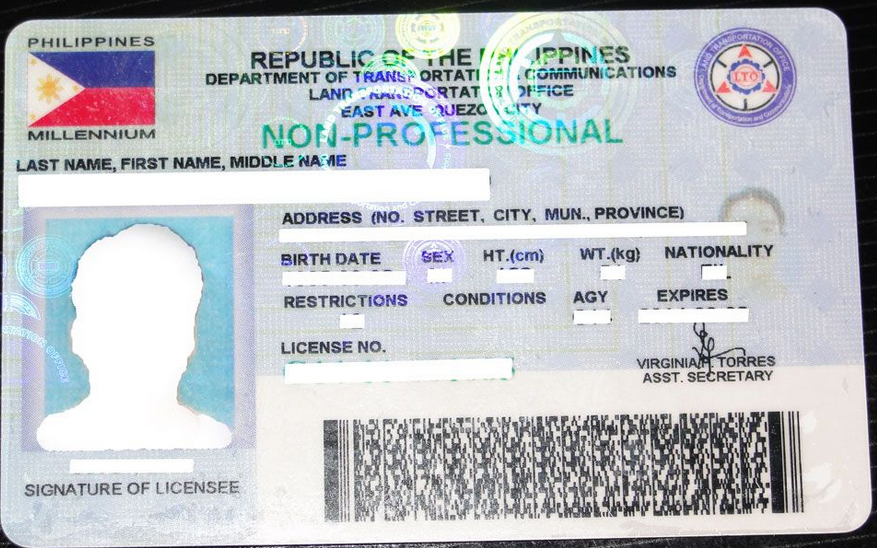 PHILIPPINES
MILLENNIUM
REPUBLIC OF THE PHILIPPINES
DEPARTMENT OF TRANSPORTATION & COMMUNICATIONS
LAND TRANSPORTATION OFFICE
EAST AVE. QUEZON CITY
NON-PROFESSIONAL
LTO
LAST NAME, FIRST NAME, MIDDLE NAME
ADDRESS (NO. STREET, CITY, MUN., PROVINCE)
BIRTH DATE SEX HT.(cm) WT.(kg) NATIONALITY
RESTRICTIONS CONDITIONS AGY EXPIRES
LICENSE NO.
VIRGINIA P. TORRES
ASST. SECRETARY
SIGNATURE OF LICENSEE